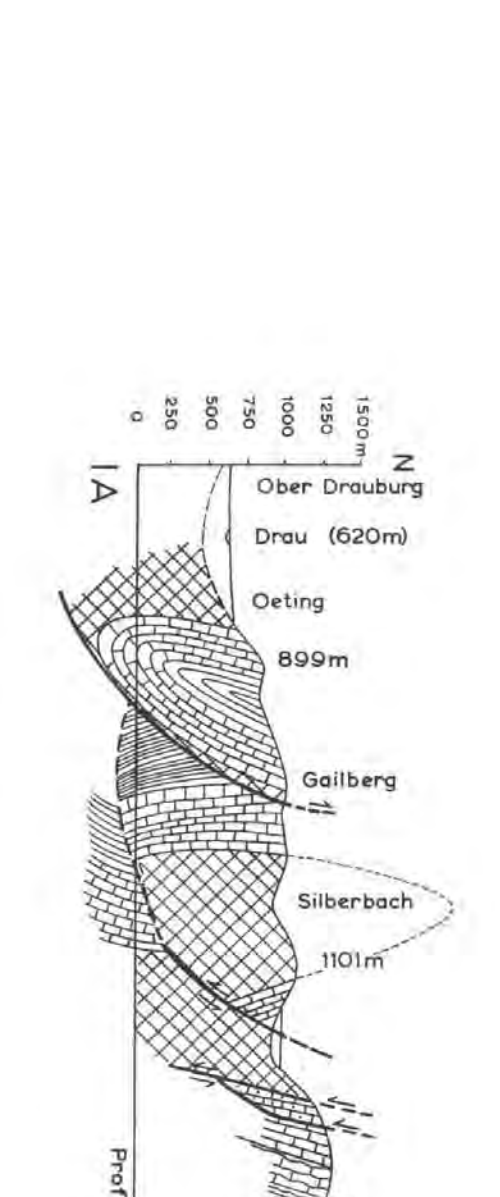 1500m
1250
1000
750
500
250
0
N
IA
Ober Drauburg
Drau (620m)
Oeting
899m
Gailberg
Silberbach
1101m
Prof